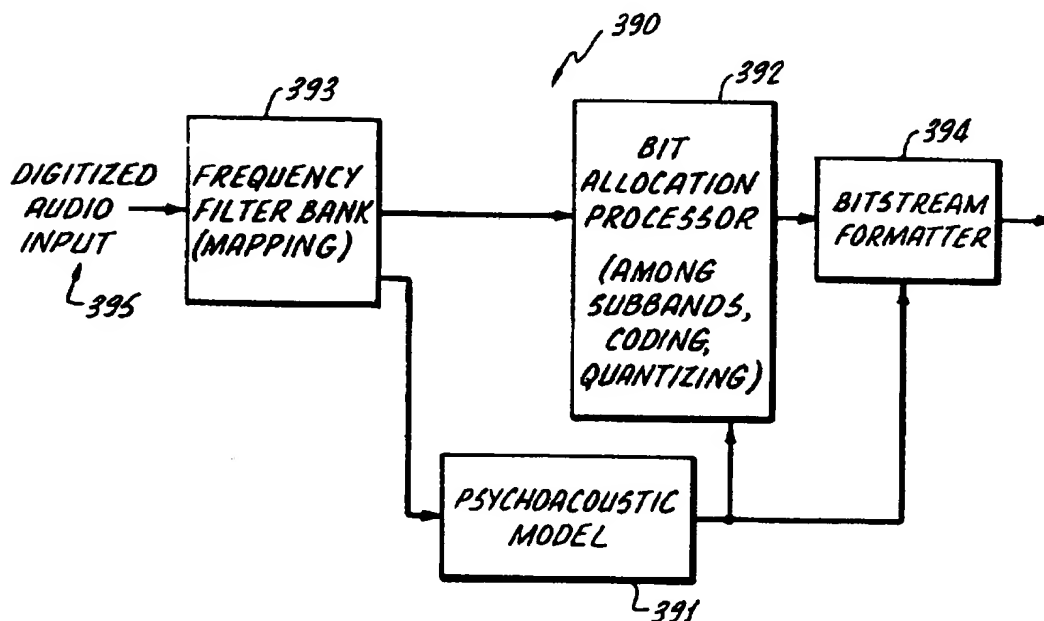 390
393
392
394
DIGITIZED
AUDIO
INPUT
395
FREQUENCY
FILTER BANK
(MAPPING)
BIT
ALLOCATION
PROCESSOR
(AMONG
SUBBANDS,
CODING,
QUANTIZING)
BITSTREAM
FORMATTER
PSYCHOACOUSTIC
MODEL
391